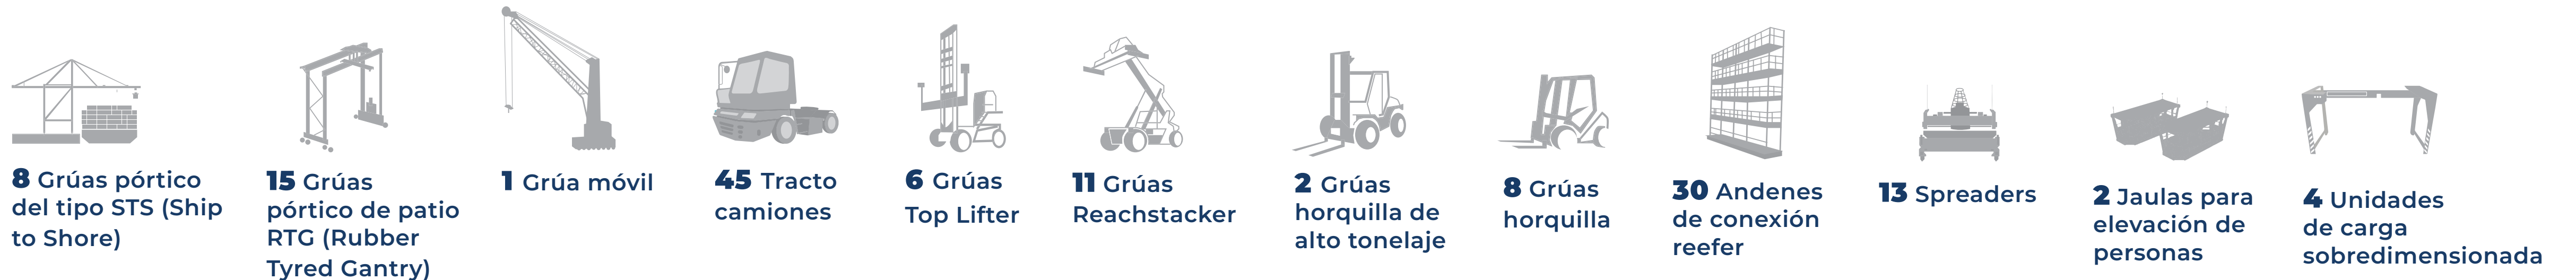 8 Grúas pórtico
del tipo STS (Ship
to Shore)
15 Grúas
pórtico de patio
RTG (Rubber
Tyred Gantry)
1 Grúa móvil
45 Tracto
camiones
6 Grúas
Top Lifter
11 Grúas
Reachstacker
2 Grúas
horquilla de
alto tonelaje
8 Grúas
horquilla
30 Andenes
de conexión
reefer
13 Spreaders
2 Jaulas para
elevación de
personas
4 Unidades
de carga
sobredimensionada